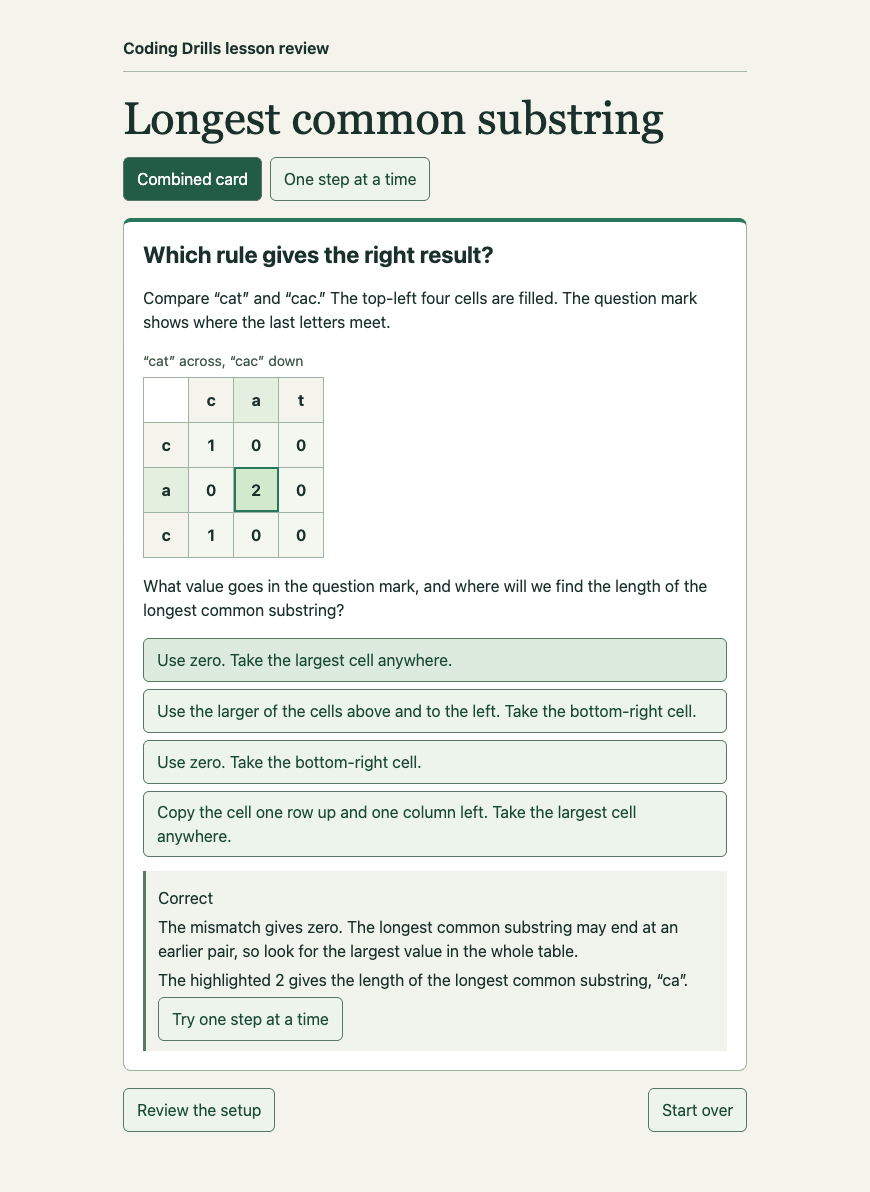 Coding Drills lesson review
Longest common substring
Combined card
One step at a time
Which rule gives the right result?
Compare “cat” and “cac.” The top-left four cells are filled. The question mark
shows where the last letters meet.
“cat” across, “cac” down
c a t
c 1 0 0
a 0 2 0
c 1 0 0
What value goes in the question mark, and where will we find the length of the
longest common substring?
Use zero. Take the largest cell anywhere.
Use the larger of the cells above and to the left. Take the bottom-right cell.
Use zero. Take the bottom-right cell.
Copy the cell one row up and one column left. Take the largest cell
anywhere.
Correct
The mismatch gives zero. The longest common substring may end at an
earlier pair, so look for the largest value in the whole table.
The highlighted 2 gives the length of the longest common substring, “ca”.
Try one step at a time
Review the setup
Start over